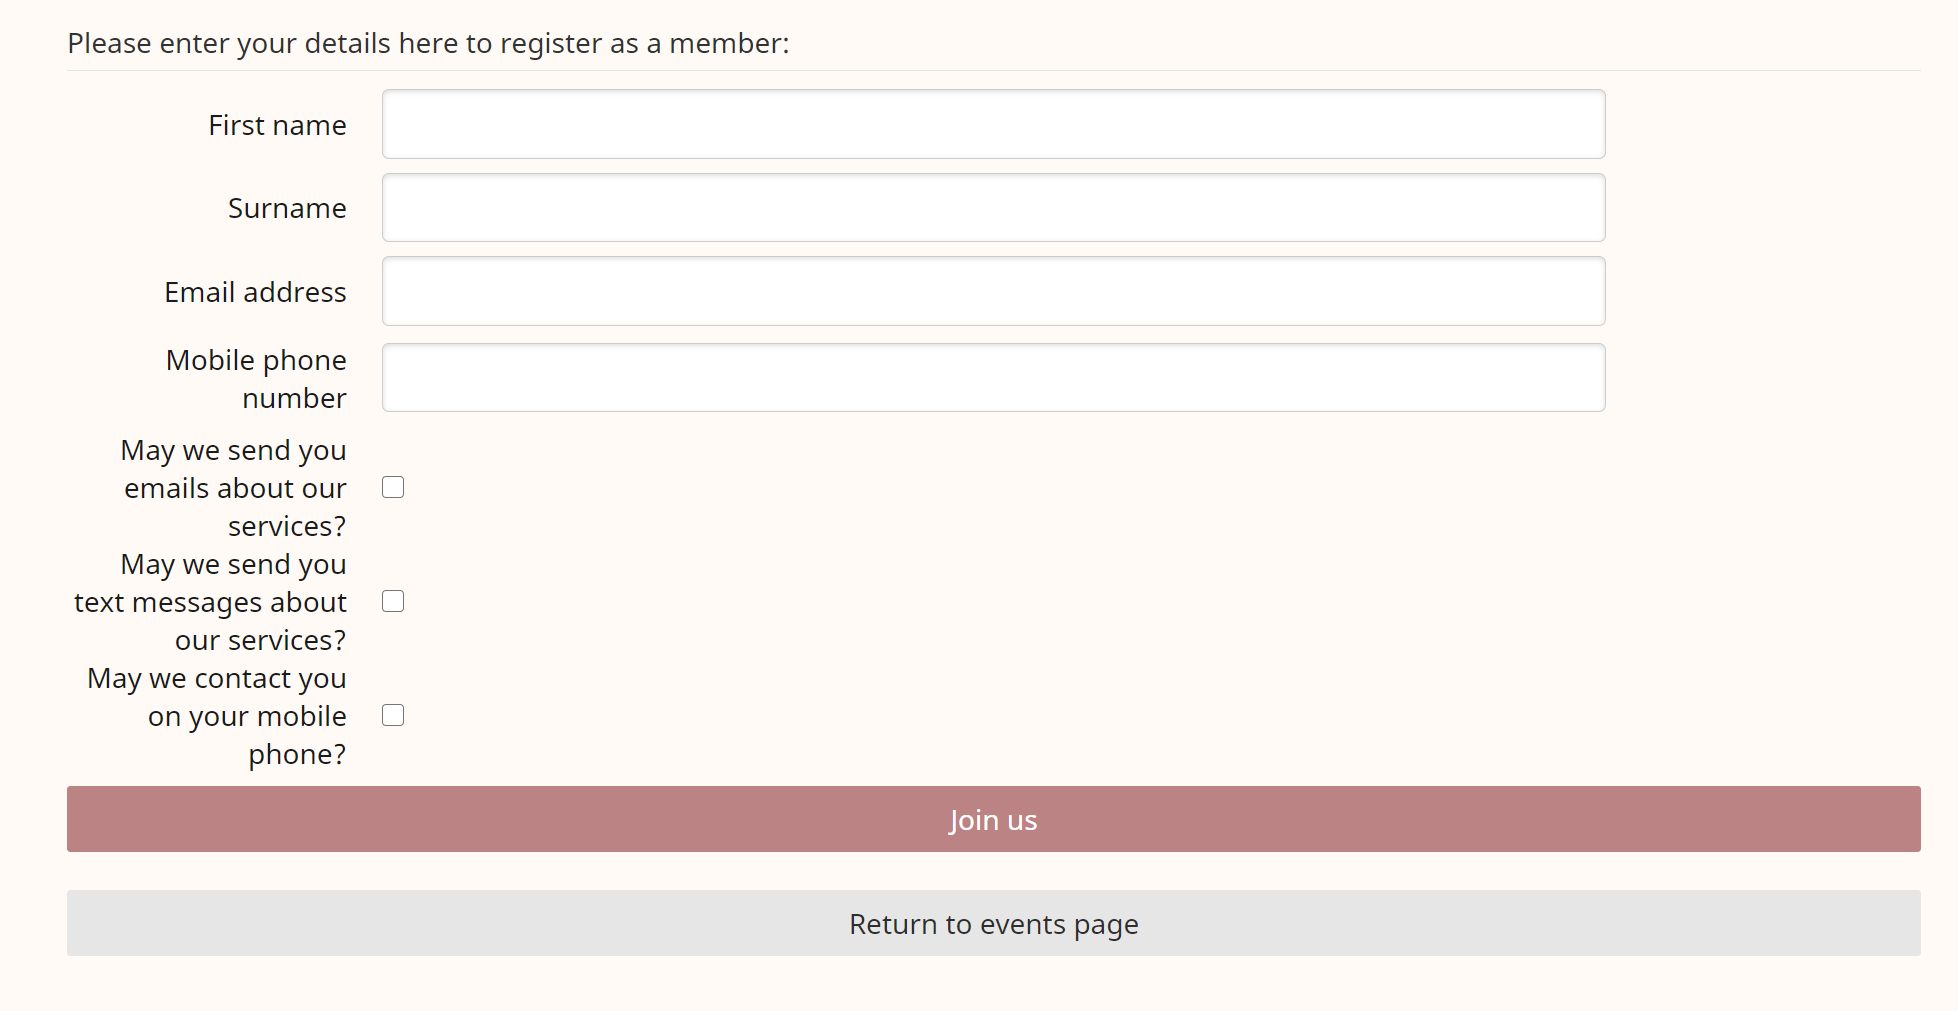 Please enter your details here to register as a member:
First name
Surname
Email address
Mobile phone
number
May we send you
emails about our
services?
May we send you
text messages about
our services?
May we contact you
on your mobile
phone?
Join us
Return to events page